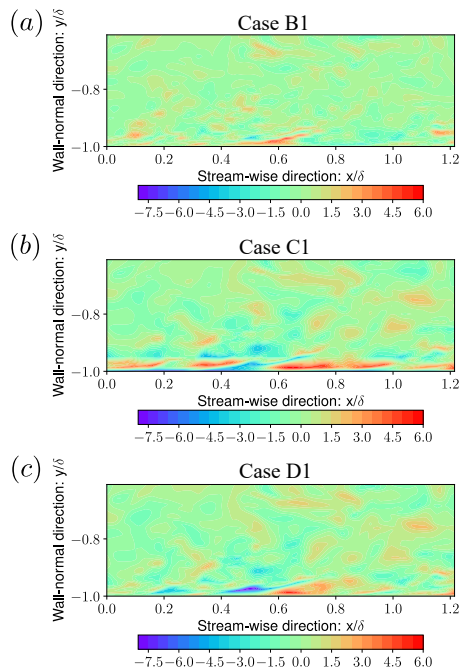 (a) Case B1
Wall-normal direction: y/δ
−0.8
−1.0
0.0 0.2 0.4 0.6 0.8 1.0 1.2
Stream-wise direction: x/δ
−7.5 −6.0 −4.5 −3.0 −1.5 0.0 1.5 3.0 4.5 6.0
(b) Case C1
Wall-normal direction: y/δ
−0.8
−1.0
0.0 0.2 0.4 0.6 0.8 1.0 1.2
Stream-wise direction: x/δ
−7.5 −6.0 −4.5 −3.0 −1.5 0.0 1.5 3.0 4.5 6.0
(c) Case D1
Wall-normal direction: y/δ
−0.8
−1.0
0.0 0.2 0.4 0.6 0.8 1.0 1.2
Stream-wise direction: x/δ
−7.5 −6.0 −4.5 −3.0 −1.5 0.0 1.5 3.0 4.5 6.0